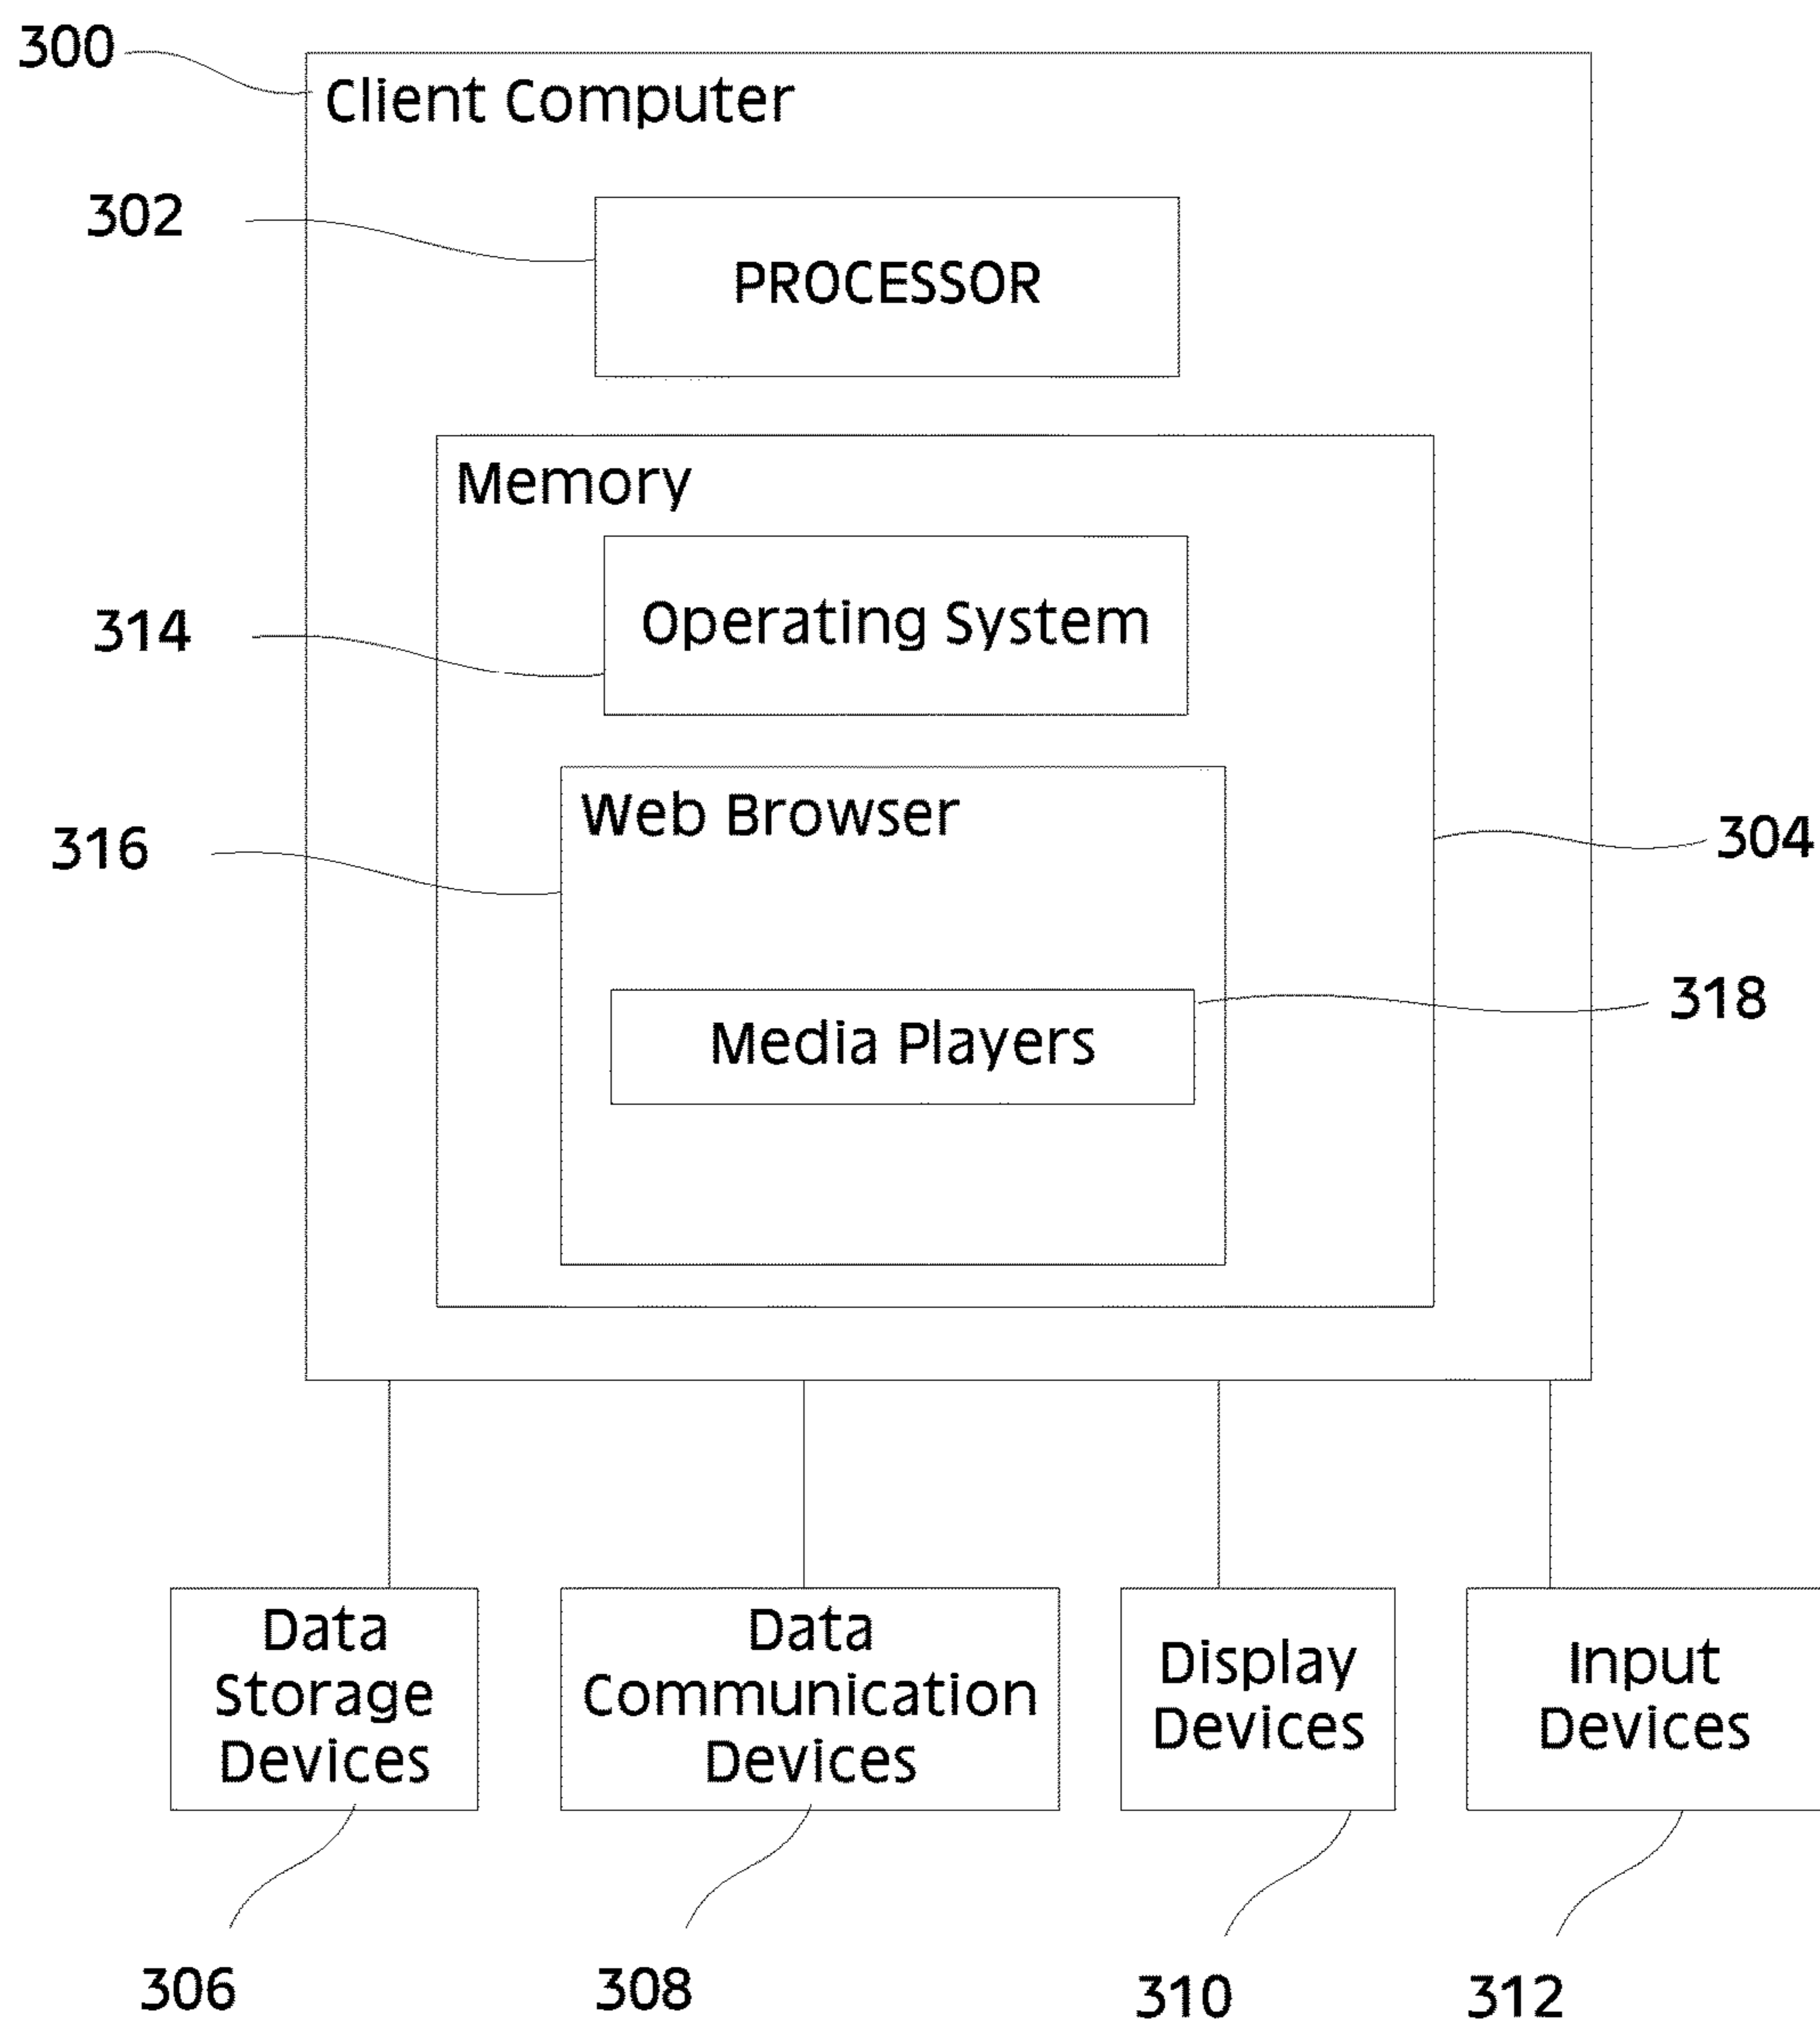 300
Client Computer
302
PROCESSOR
Memory
314
Operating System
316
Web Browser
304
318
Media Players
Data
Storage
Devices
Data
Communication
Devices
Display
Devices
Input
Devices
306
308
310
312